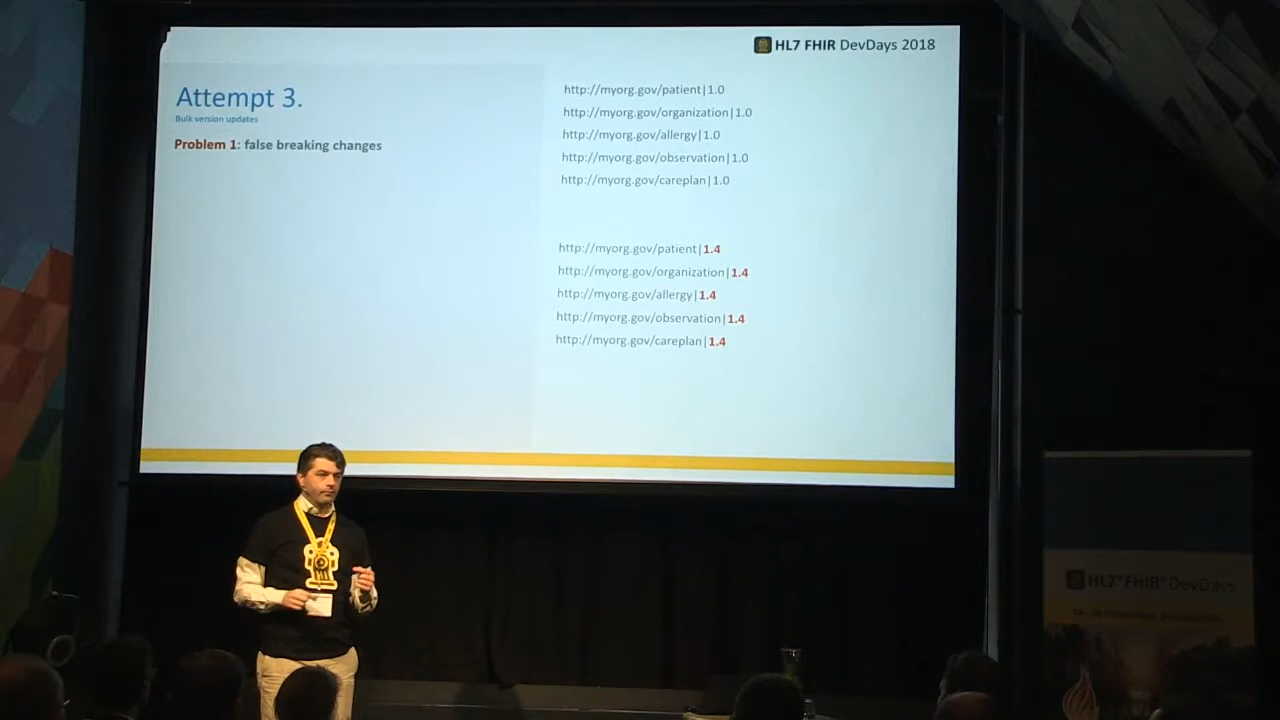 HL7 FHIR DevDays 2018
Attempt 3.
Bulk version updates
Problem 1: false breaking changes
http://myorg.gov/patient|1.0
http://myorg.gov/organization|1.0
http://myorg.gov/allergy|1.0
http://myorg.gov/observation|1.0
http://myorg.gov/careplan|1.0
http://myorg.gov/patient|1.4
http://myorg.gov/organization|1.4
http://myorg.gov/allergy|1.4
http://myorg.gov/observation|1.4
http://myorg.gov/careplan|1.4
HL7® FHIR® DevDays